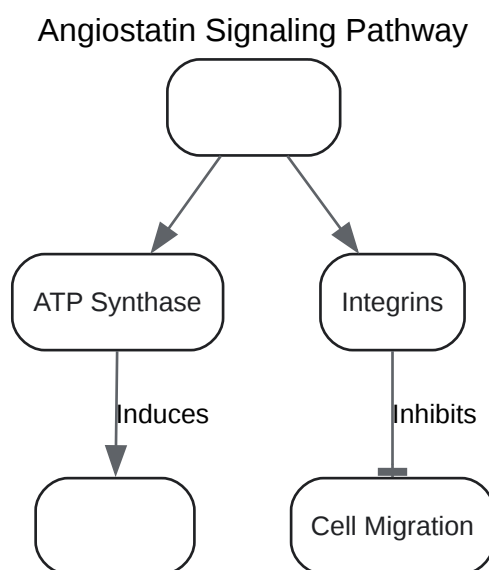 Angiostatin Signaling Pathway
ATP Synthase
Integrins
Induces
Inhibits
Cell Migration